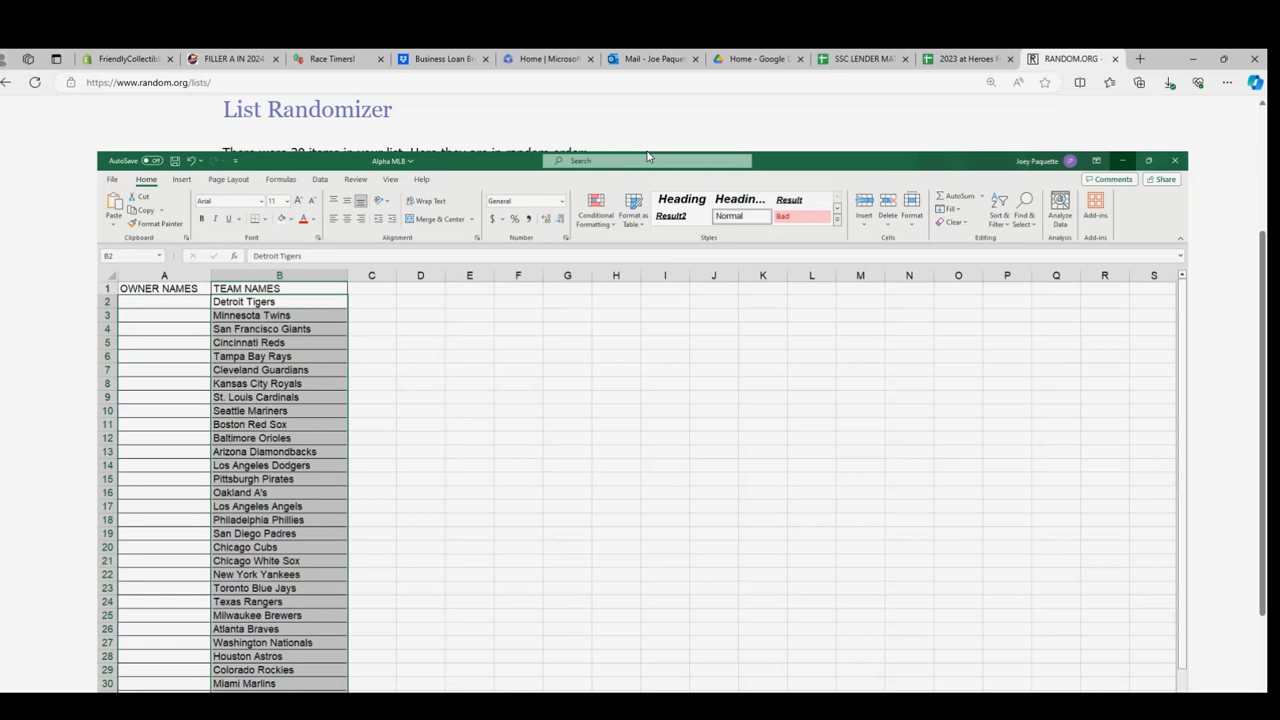 FriendlyCollectibl
FILLER A IN 2024
Race Timers!
Business Loan Br
Home | Microsof
Mail - Joe Paque
Home - Google D
SSC LENDER MA
2023 at Heroes F
RANDOM.ORG -
https://www.random.org/lists/
List Randomizer
AutoSave Off
Alpha MLB
Search
Joey Paquette
File Home Insert Page Layout Formulas Data Review View Help
Comments Share
Paste
Cut
Copy
Format Painter
Clipboard
Arial 11
B I U
Font
Wrap Text
Merge & Center
Alignment
General
$ % ,
Number
Conditional Formatting
Format as Table
Heading Headin... Result
Result2 Normal Bad
Styles
Insert Delete Format
Cells
AutoSum
Fill
Clear
Sort & Filter
Find & Select
Editing
Analyze Data
Analysis
Add-ins
Add-ins
B2 fx Detroit Tigers
A B C D E F G H I J K L M N O P Q R S
1 OWNER NAMES TEAM NAMES
2 Detroit Tigers
3 Minnesota Twins
4 San Francisco Giants
5 Cincinnati Reds
6 Tampa Bay Rays
7 Cleveland Guardians
8 Kansas City Royals
9 St. Louis Cardinals
10 Seattle Mariners
11 Boston Red Sox
12 Baltimore Orioles
13 Arizona Diamondbacks
14 Los Angeles Dodgers
15 Pittsburgh Pirates
16 Oakland A's
17 Los Angeles Angels
18 Philadelphia Phillies
19 San Diego Padres
20 Chicago Cubs
21 Chicago White Sox
22 New York Yankees
23 Toronto Blue Jays
24 Texas Rangers
25 Milwaukee Brewers
26 Atlanta Braves
27 Washington Nationals
28 Houston Astros
29 Colorado Rockies
30 Miami Marlins